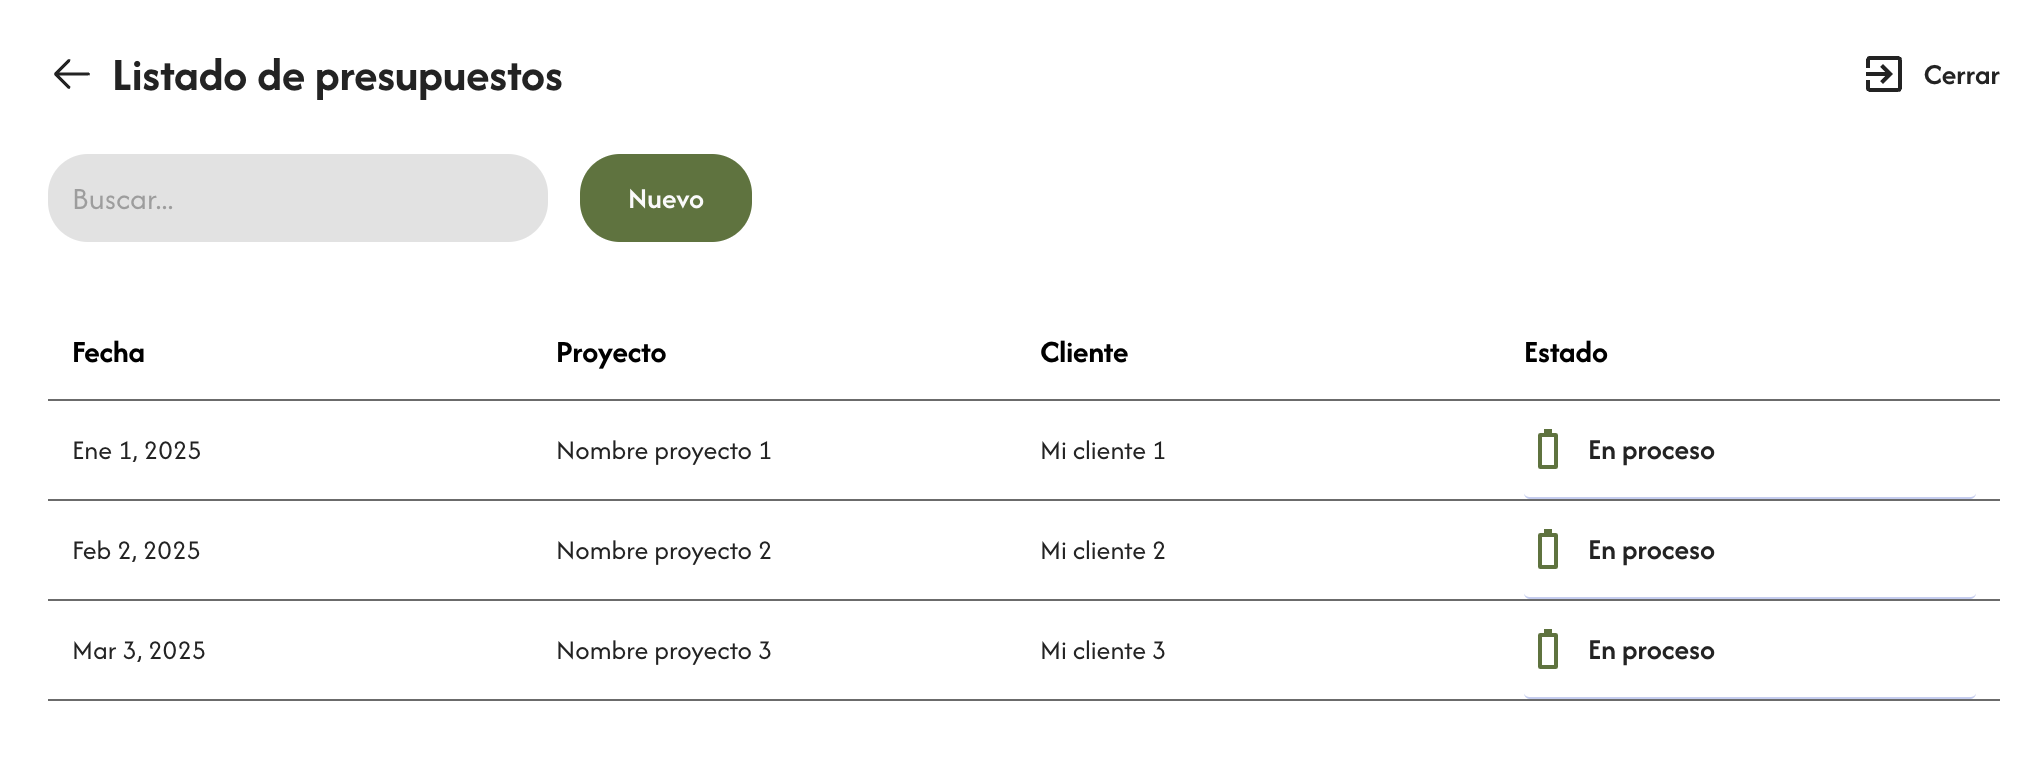 Listado de presupuestos
Cerrar
Buscar...
Nuevo
Fecha Proyecto Cliente Estado
Ene 1, 2025 Nombre proyecto 1 Mi cliente 1 En proceso
Feb 2, 2025 Nombre proyecto 2 Mi cliente 2 En proceso
Mar 3, 2025 Nombre proyecto 3 Mi cliente 3 En proceso